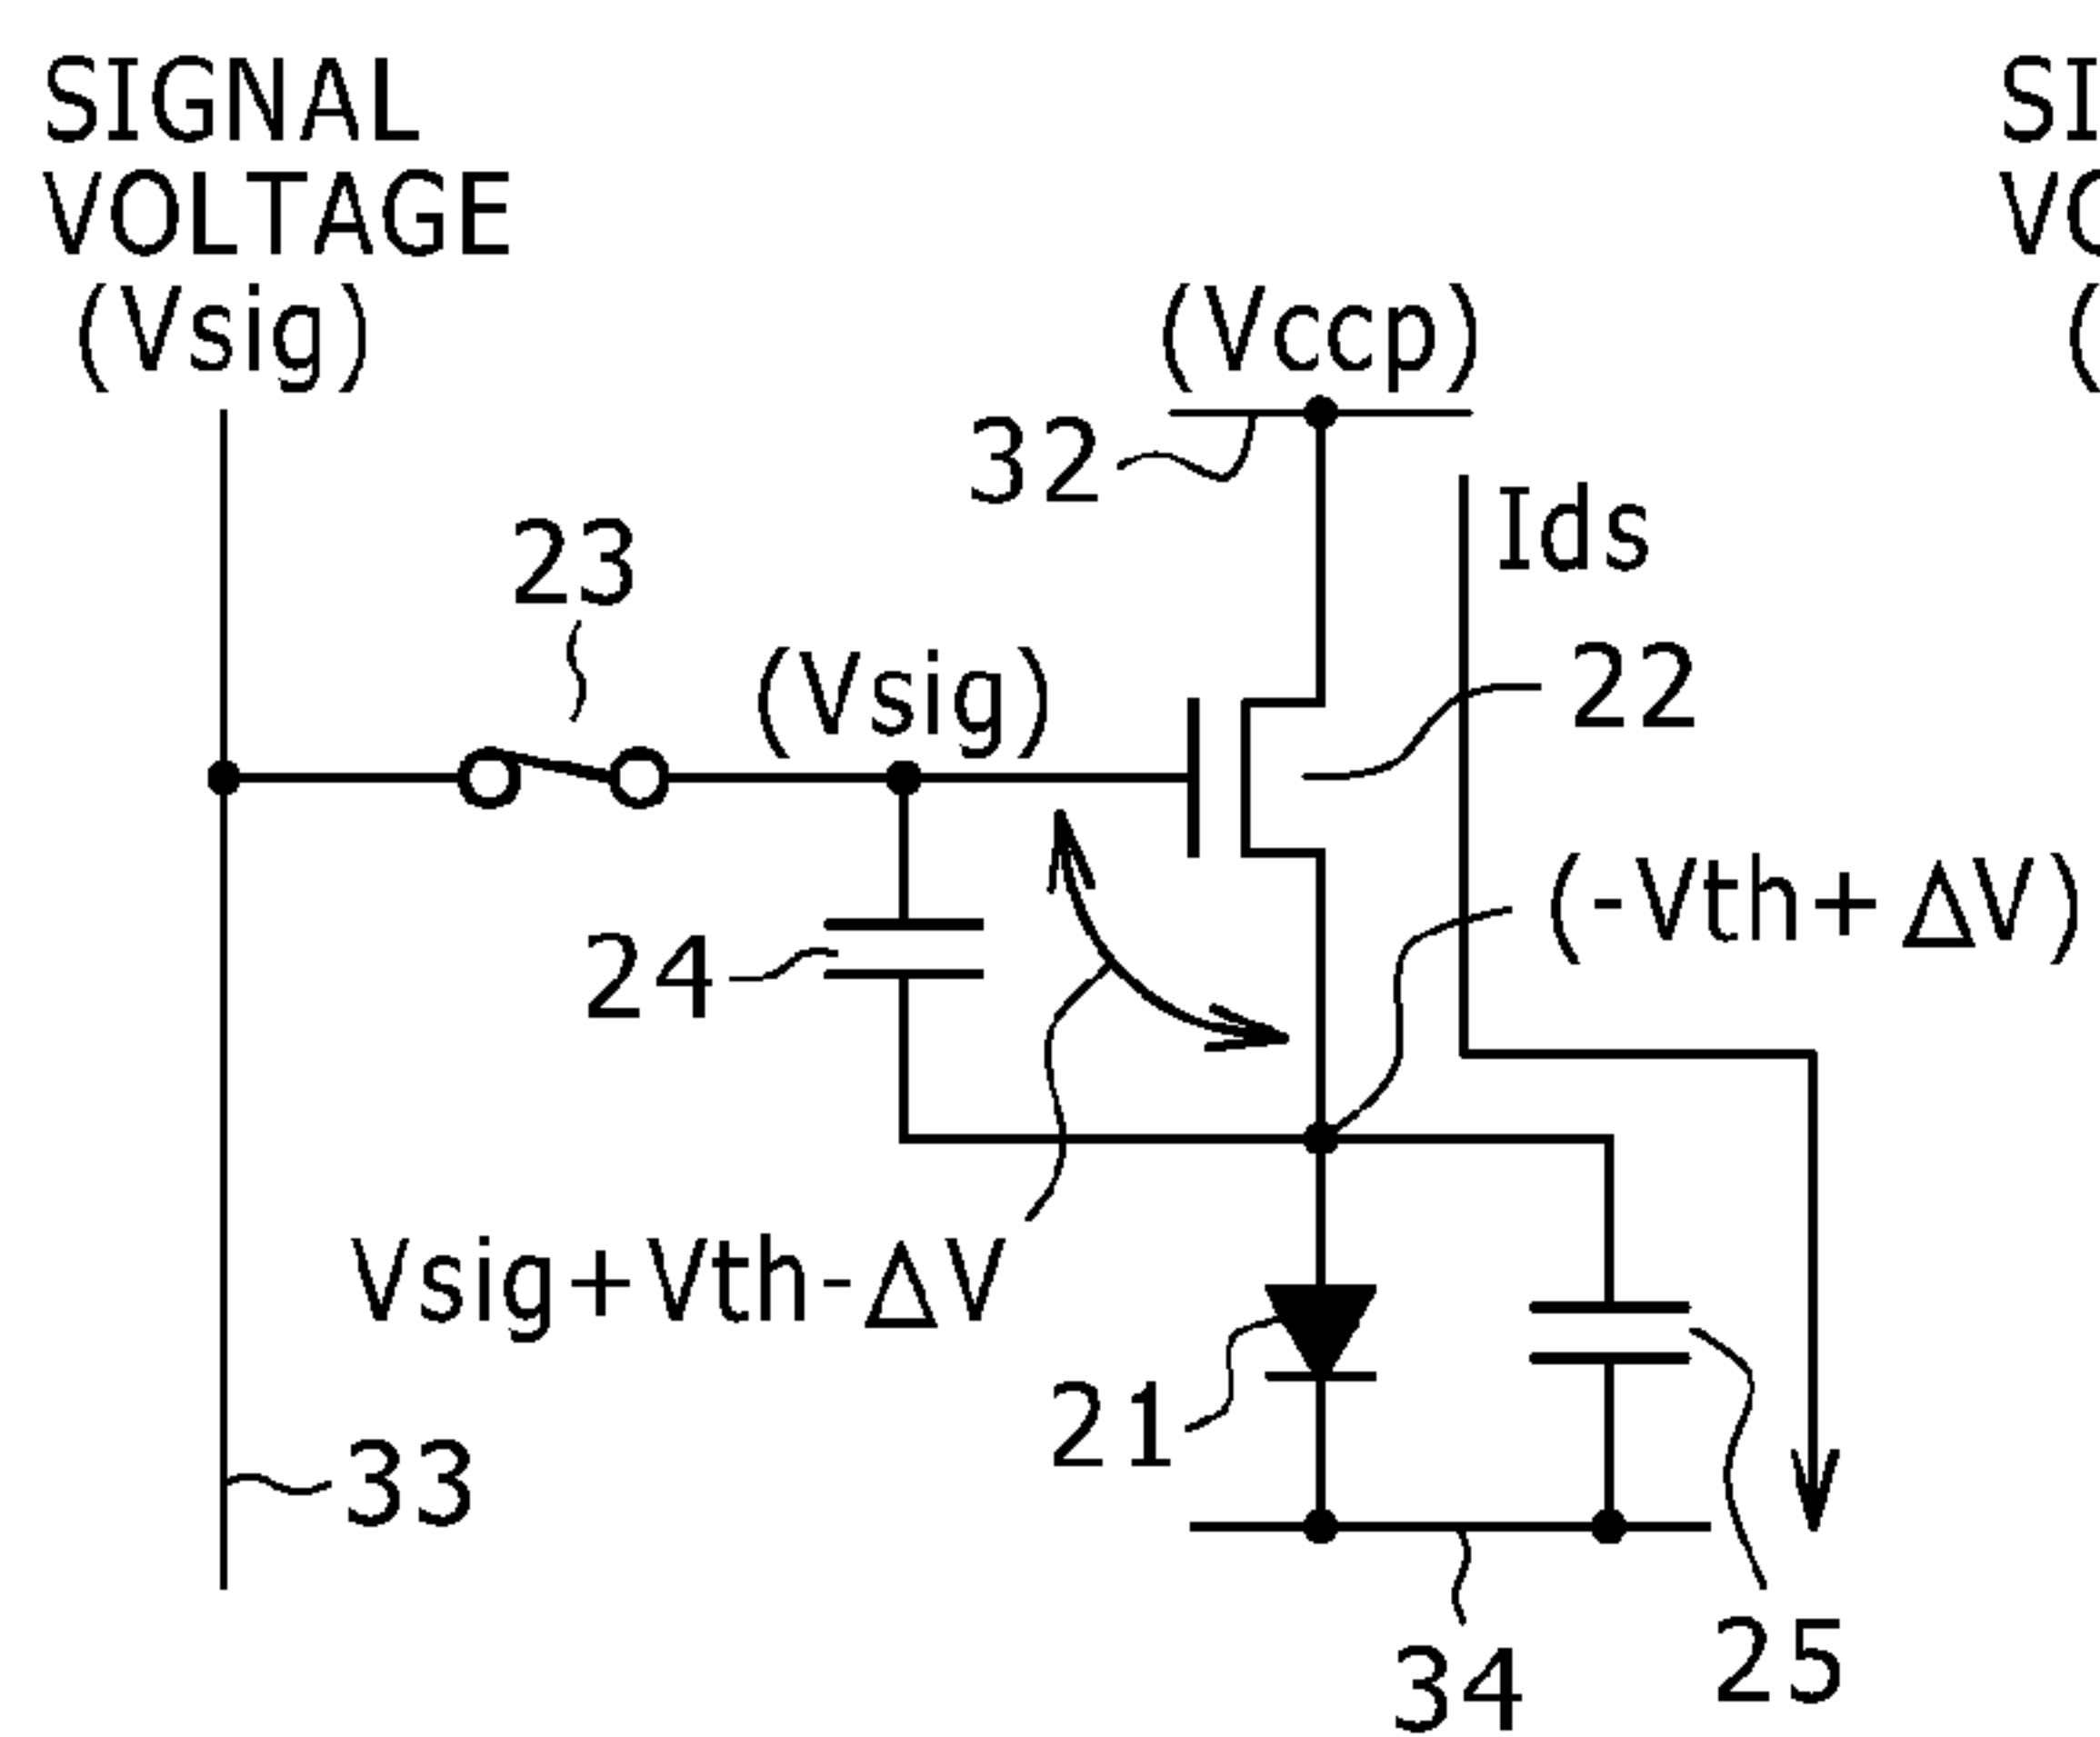 SIGNAL
VOLTAGE
(Vsig)
(Vccp)
32
Ids
23
22
(Vsig)
(-Vth+ΔV)
24
Vsig+Vth-ΔV
21
33
25
34
SI